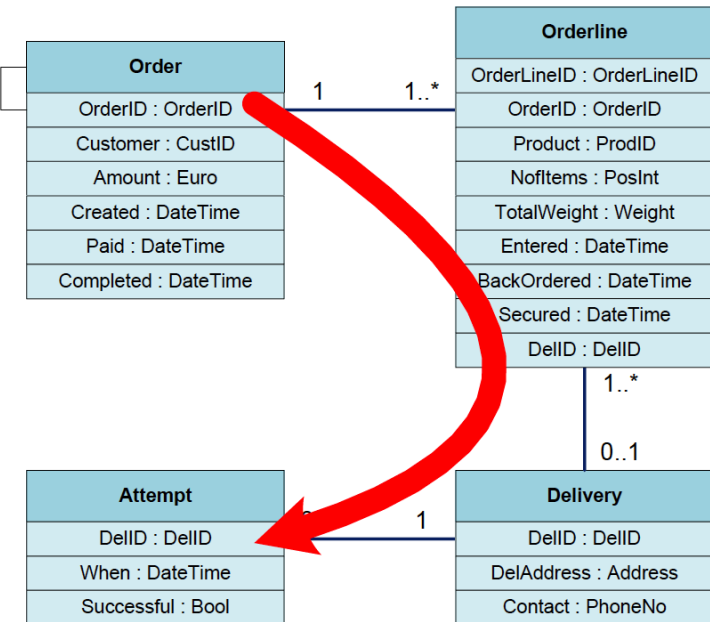 Order
OrderID : OrderID
Customer : CustID
Amount : Euro
Created : DateTime
Paid : DateTime
Completed : DateTime
1
1..*
Orderline
OrderLineID : OrderLineID
OrderID : OrderID
Product : ProdID
NofItems : PosInt
TotalWeight : Weight
Entered : DateTime
BackOrdered : DateTime
Secured : DateTime
DelID : DelID
1..*
0..1
Attempt
DelID : DelID
When : DateTime
Successful : Bool
1
Delivery
DelID : DelID
DelAddress : Address
Contact : PhoneNo